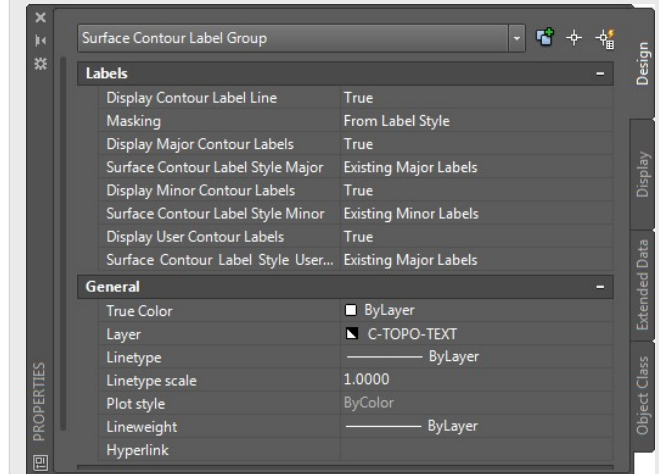 Surface Contour Label Group
Labels
Display Contour Label Line True
Masking From Label Style
Display Major Contour Labels True
Surface Contour Label Style Major Existing Major Labels
Display Minor Contour Labels True
Surface Contour Label Style Minor Existing Minor Labels
Display User Contour Labels True
Surface Contour Label Style User... Existing Major Labels
General
True Color ByLayer
Layer C-TOPO-TEXT
Linetype ByLayer
Linetype scale 1.0000
Plot style ByColor
Lineweight ByLayer
Hyperlink
PROPERTIES
Design
Display
Extended Data
Object Class